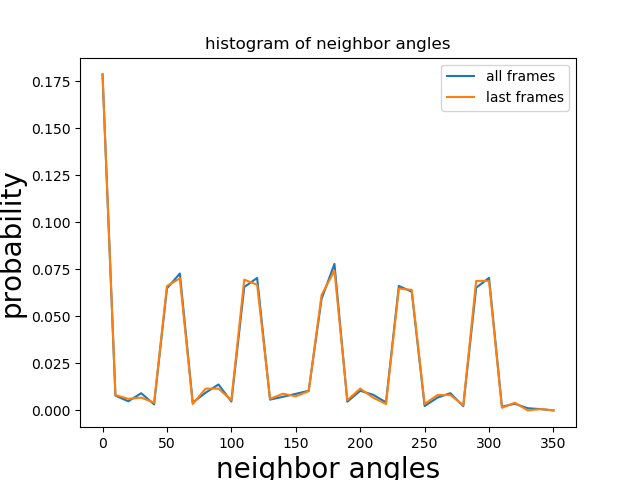 histogram of neighbor angles
all frames
last frames
probability
0.175
0.150
0.125
0.100
0.075
0.050
0.025
0.000
0 50 100 150 200 250 300 350
neighbor angles